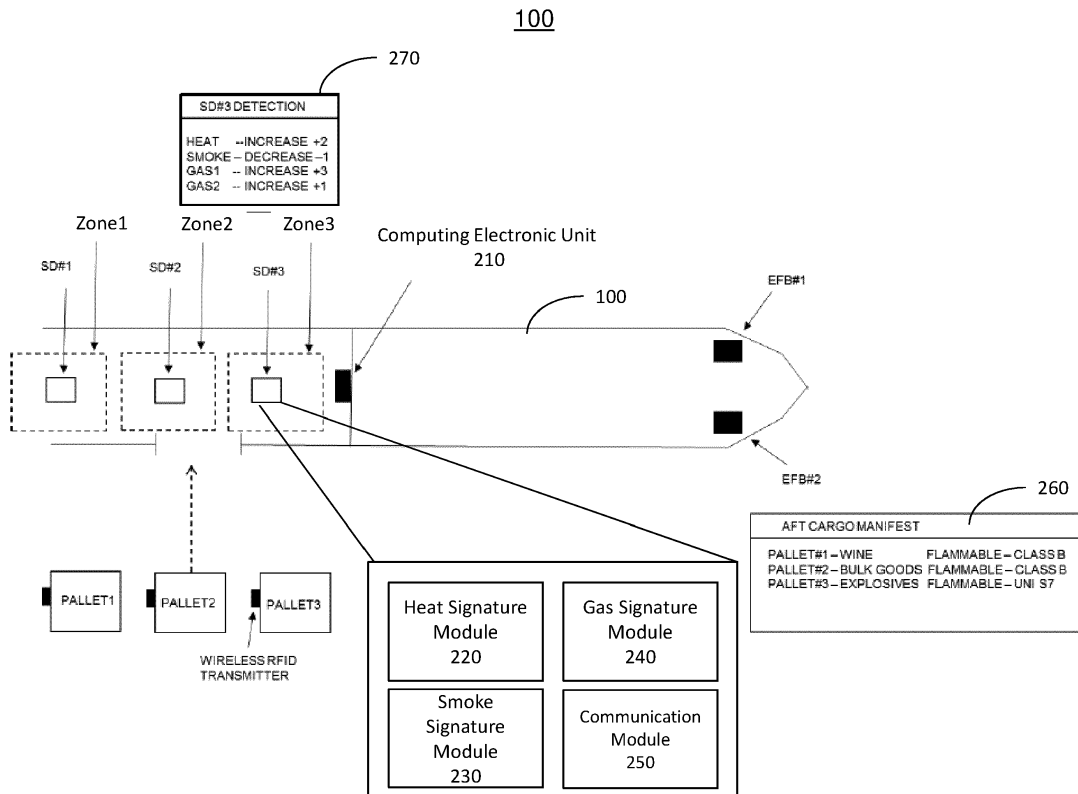 100
270
SD#3 DETECTION
HEAT -- INCREASE +2
SMOKE – DECREASE –1
GAS1 -- INCREASE +3
GAS2 -- INCREASE +1
Zone1
Zone2
Zone3
Computing Electronic Unit
210
SD#1
SD#2
SD#3
EFB#1
100
EFB#2
260
AFT CARGO MANIFEST
PALLET#1 – WINE FLAMMABLE – CLASS B
PALLET#2 – BULK GOODS FLAMMABLE – CLASS B
PALLET#3 – EXPLOSIVES FLAMMABLE – UNI S7
PALLET1
PALLET2
PALLET3
WIRELESS RFID
TRANSMITTER
Heat Signature
Module
220
Gas Signature
Module
240
Smoke
Signature
Module
230
Communication
Module
250